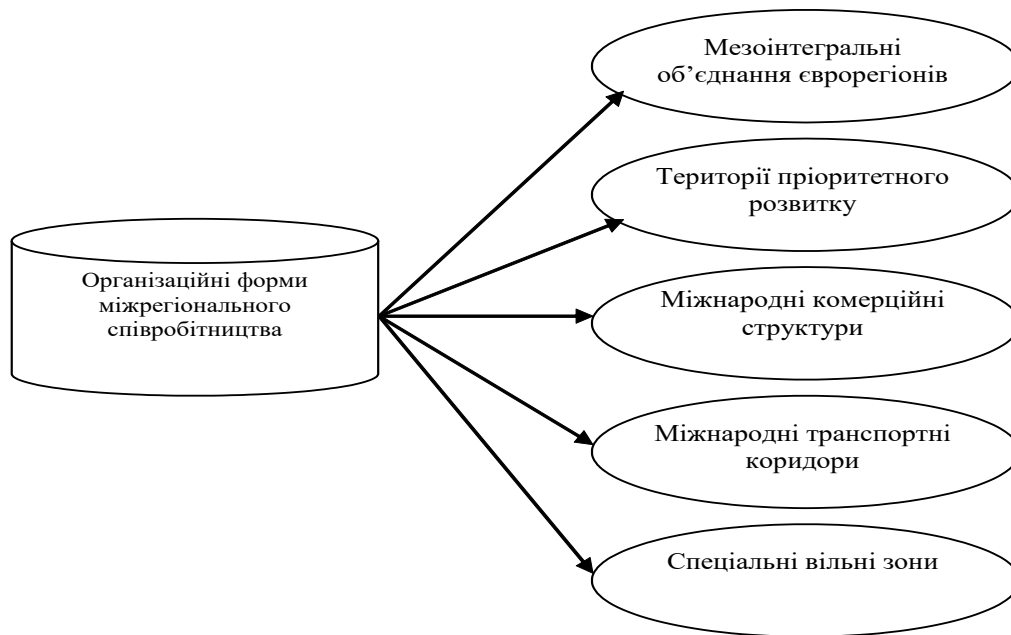 Мезоінтегральні
об’єднання єврорегіонів
Території пріоритетного
розвитку
Організаційні форми
міжрегіонального
співробітництва
Міжнародні комерційні
структури
Міжнародні транспортні
коридори
Спеціальні вільні зони